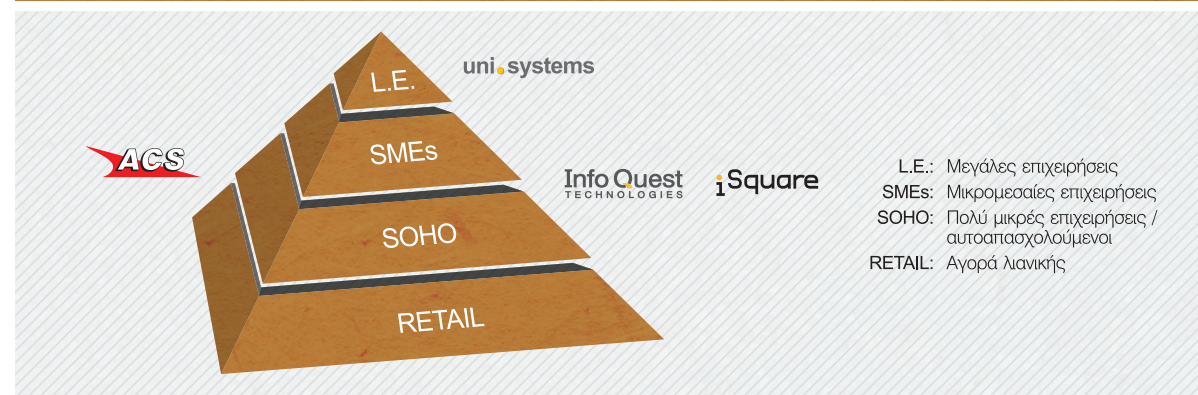 L.E.
uni.systems
ACS
SMEs
Info Quest
TECHNOLOGIES
iSquare
SOHO
RETAIL
L.E.: Μεγάλες επιχειρήσεις
SMEs: Μικρομεσαίες επιχειρήσεις
SOHO: Πολύ μικρές επιχειρήσεις /
αυτοαπασχολούμενοι
RETAIL: Αγορά λιανικής